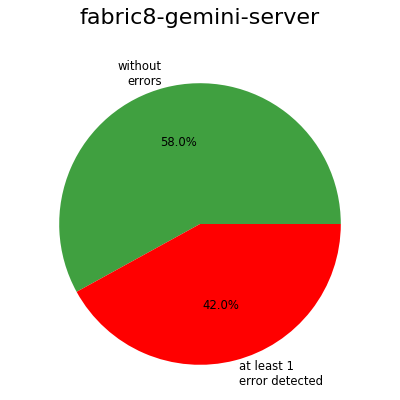 fabric8-gemini-server
without
errors
58.0%
42.0%
at least 1
error detected